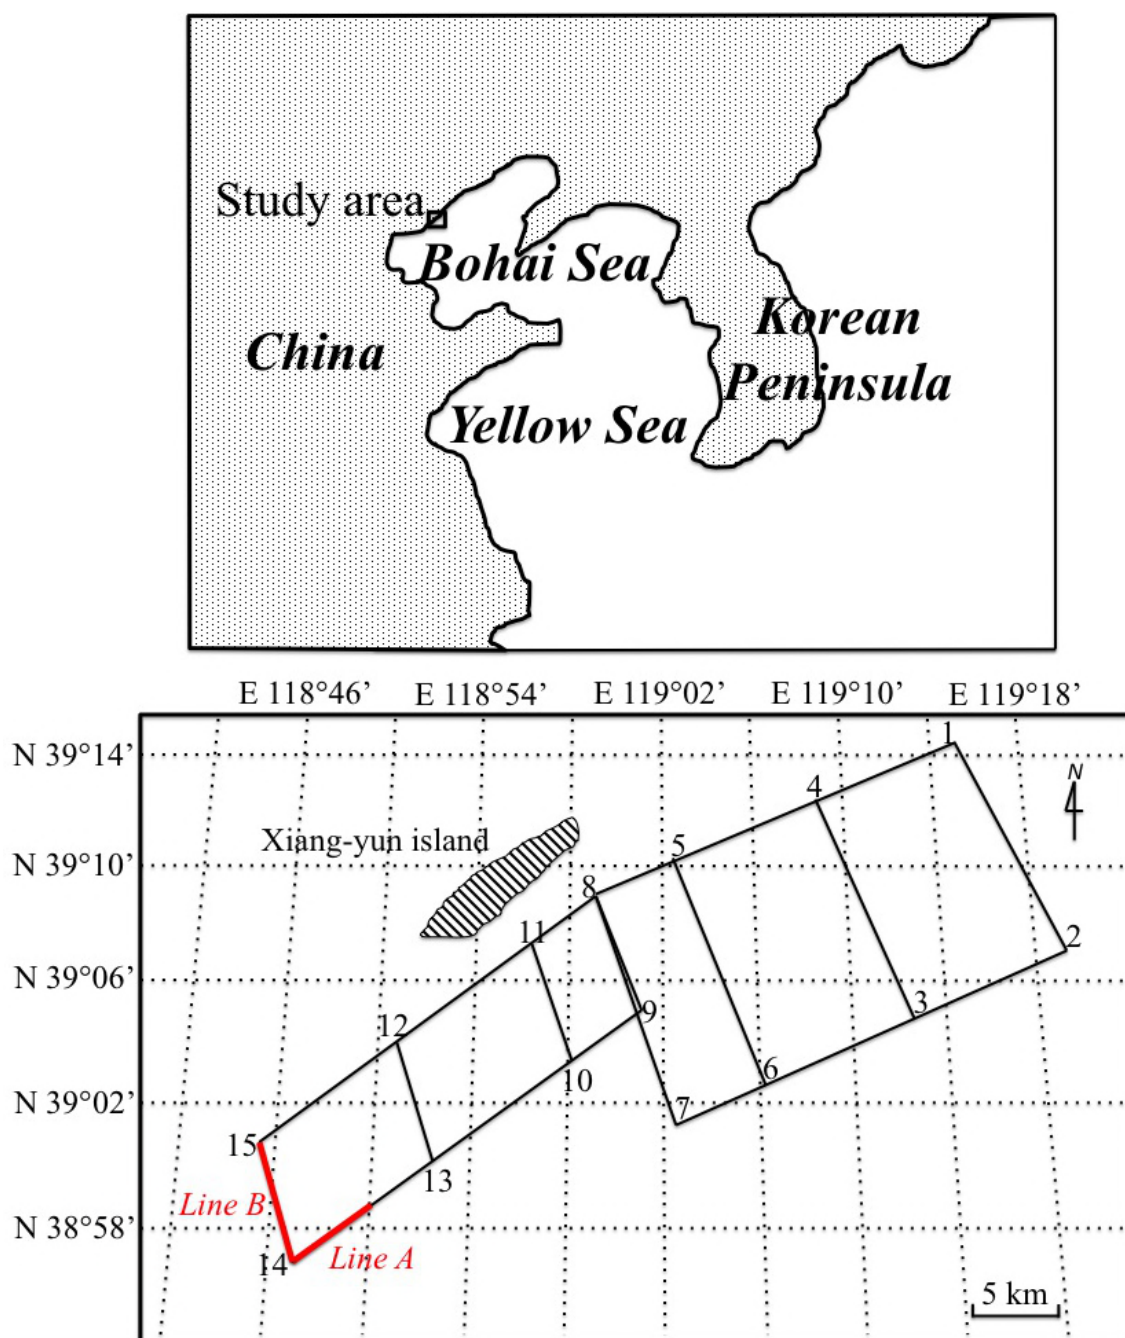 Study area
Bohai Sea
China
Korean
Peninsula
Yellow Sea
E 118°46’ E 118°54’ E 119°02’ E 119°10’ E 119°18’
N 39°14’
1
N
4
Xiang-yun island
5
N 39°10’
8
11
2
N 39°06’
9
3
12
10
6
N 39°02’
7
15
13
Line B
N 38°58’
14
Line A
5 km